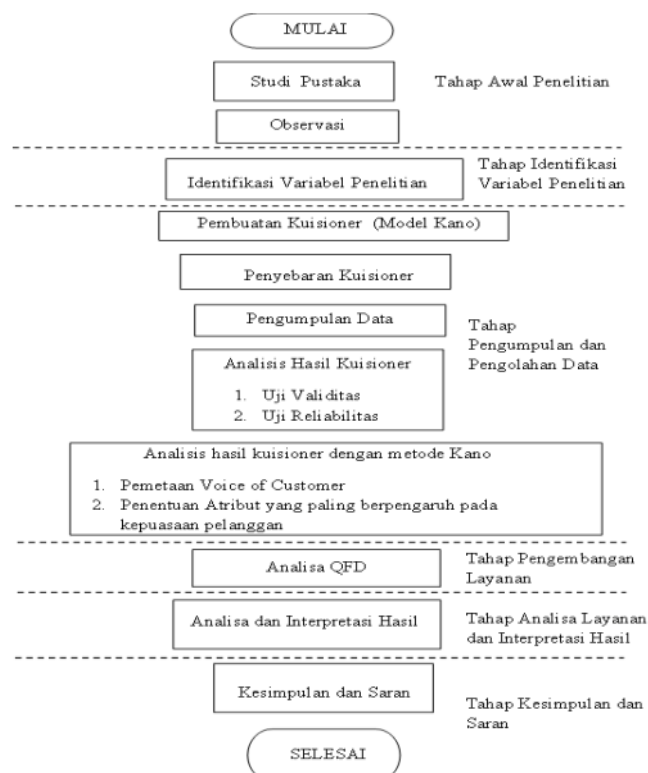 MULAI
Studi Pustaka
Tahap Awal Penelitian
Observasi
Identifikasi Variabel Penelitian
Tahap Identifikasi
Variabel Penelitian
Pembuatan Kuisioner (Model Kano)
Penyebaran Kuisioner
Pengumpulan Data
Tahap
Pengumpulan dan
Pengolahan Data
Analisis Hasil Kuisioner
1. Uji Validitas
2. Uji Reliabilitas
Analisis hasil kuisioner dengan metode Kano
1. Pemetaan Voice of Customer
2. Penentuan Atribut yang paling berpengaruh pada
kepuasaan pelanggan
Analisa QFD
Tahap Pengembangan
Layanan
Analisa dan Interpretasi Hasil
Tahap Analisa Layanan
dan Interpretasi Hasil
Kesimpulan dan Saran
Tahap Kesimpulan dan
Saran
SELESAI